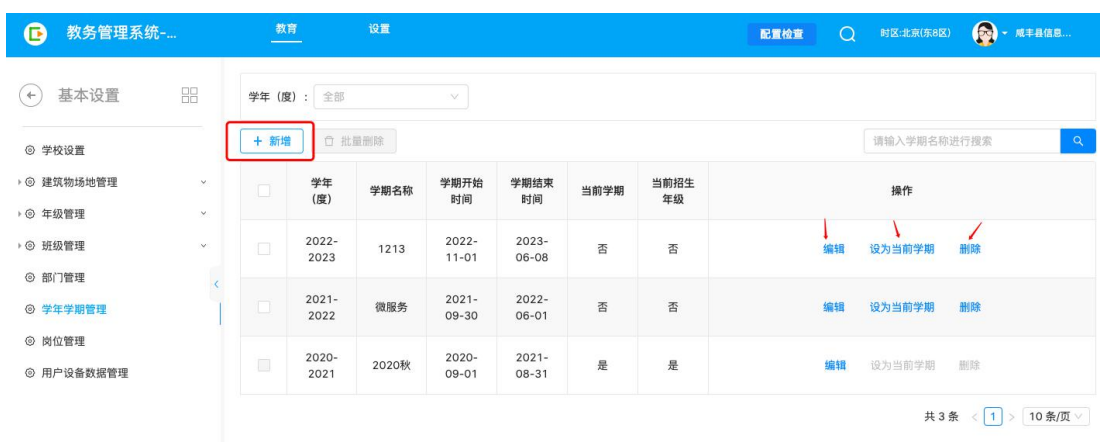 教务管理系统-... 教育 设置 配置检查 时区:北京(东8区) 咸丰县信息...
基本设置
学校设置
建筑物场地管理
年级管理
班级管理
部门管理
学年学期管理
岗位管理
用户设备数据管理
学年（度）: 全部
+ 新增 批量删除 请输入学期名称进行搜索
学年(度) 学期名称 学期开始时间 学期结束时间 当前学期 当前招生年级 操作
2022-2023 1213 2022-11-01 2023-06-08 否 否 编辑 设为当前学期 删除
2021-2022 微服务 2021-09-30 2022-06-01 否 否 编辑 设为当前学期 删除
2020-2021 2020秋 2020-09-01 2021-08-31 是 是 编辑 设为当前学期 删除
共 3 条 < 1 > 10 条/页